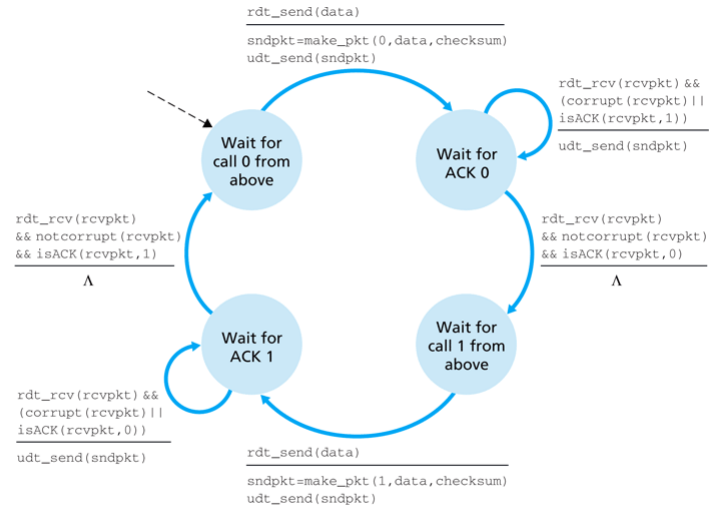 rdt_send(data)
sndpkt=make_pkt(0,data,checksum)
udt_send(sndpkt)
rdt_rcv(rcvpkt) &&
(corrupt(rcvpkt)||
isACK(rcvpkt,1))
udt_send(sndpkt)
Wait for
call 0 from
above
Wait for
ACK 0
rdt_rcv(rcvpkt)
&& notcorrupt(rcvpkt)
&& isACK(rcvpkt,1)
Λ
rdt_rcv(rcvpkt)
&& notcorrupt(rcvpkt)
&& isACK(rcvpkt,0)
Λ
Wait for
ACK 1
Wait for
call 1 from
above
rdt_rcv(rcvpkt) &&
(corrupt(rcvpkt)||
isACK(rcvpkt,0))
udt_send(sndpkt)
rdt_send(data)
sndpkt=make_pkt(1,data,checksum)
udt_send(sndpkt)